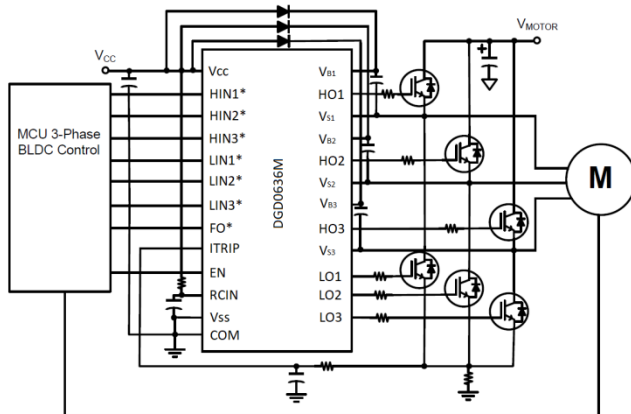 VMOTOR
VCC
Vcc
HIN1*
HIN2*
HIN3*
LIN1*
LIN2*
LIN3*
FO*
ITRIP
EN
RCIN
Vss
COM
MCU 3-Phase
BLDC Control
DGD0636M
VB1
HO1
VS1
VB2
HO2
VS2
VB3
HO3
VS3
LO1
LO2
LO3
M
+